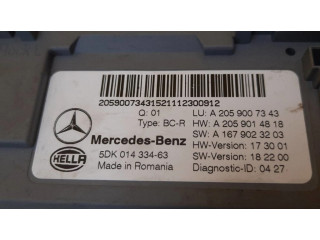 20590073431521112300912
Q: 01 LU: A 205 900 73 43
Type: BC-R HW: A 205 901 48 16
Mercedes-Benz SW: A 167 902 32 03
HELLA 5DK 014 334-63 HW-Version: 17 30 01
Made in Romania SW-Version: 18 22 00
Diagnostic-ID: 04 27